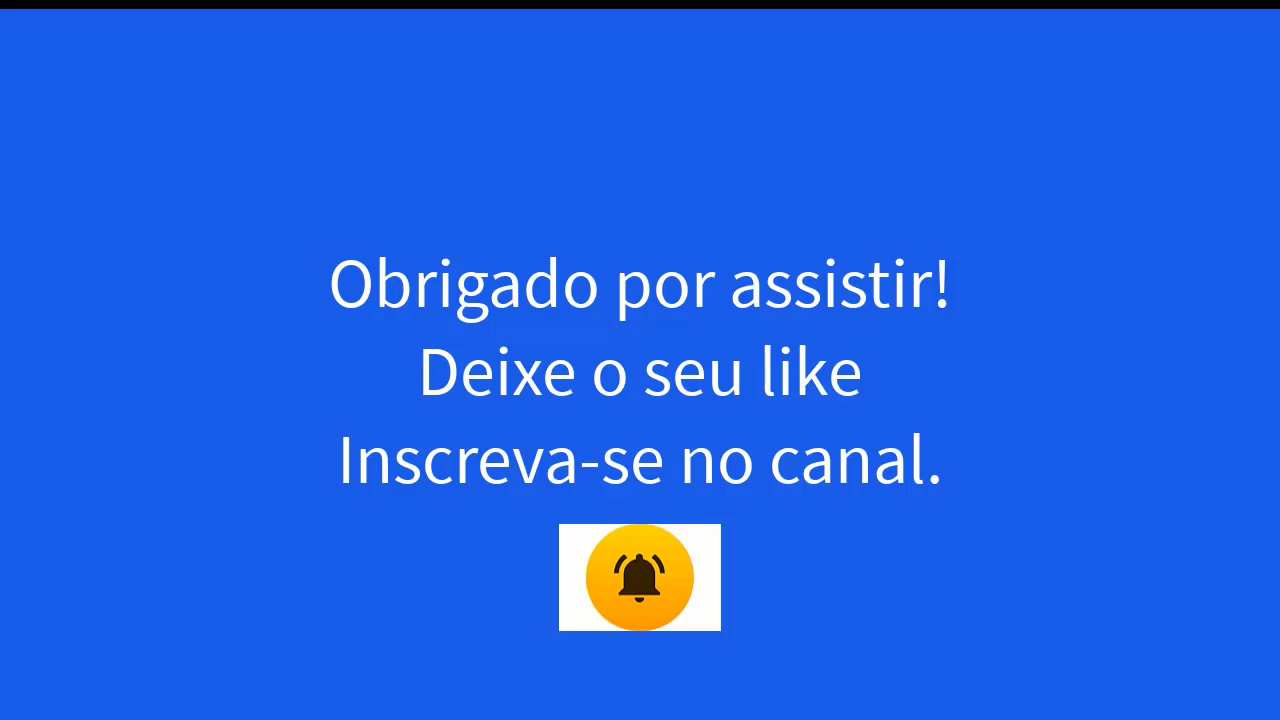 Obrigado por assistir!
Deixe o seu like
Inscreva-se no canal.